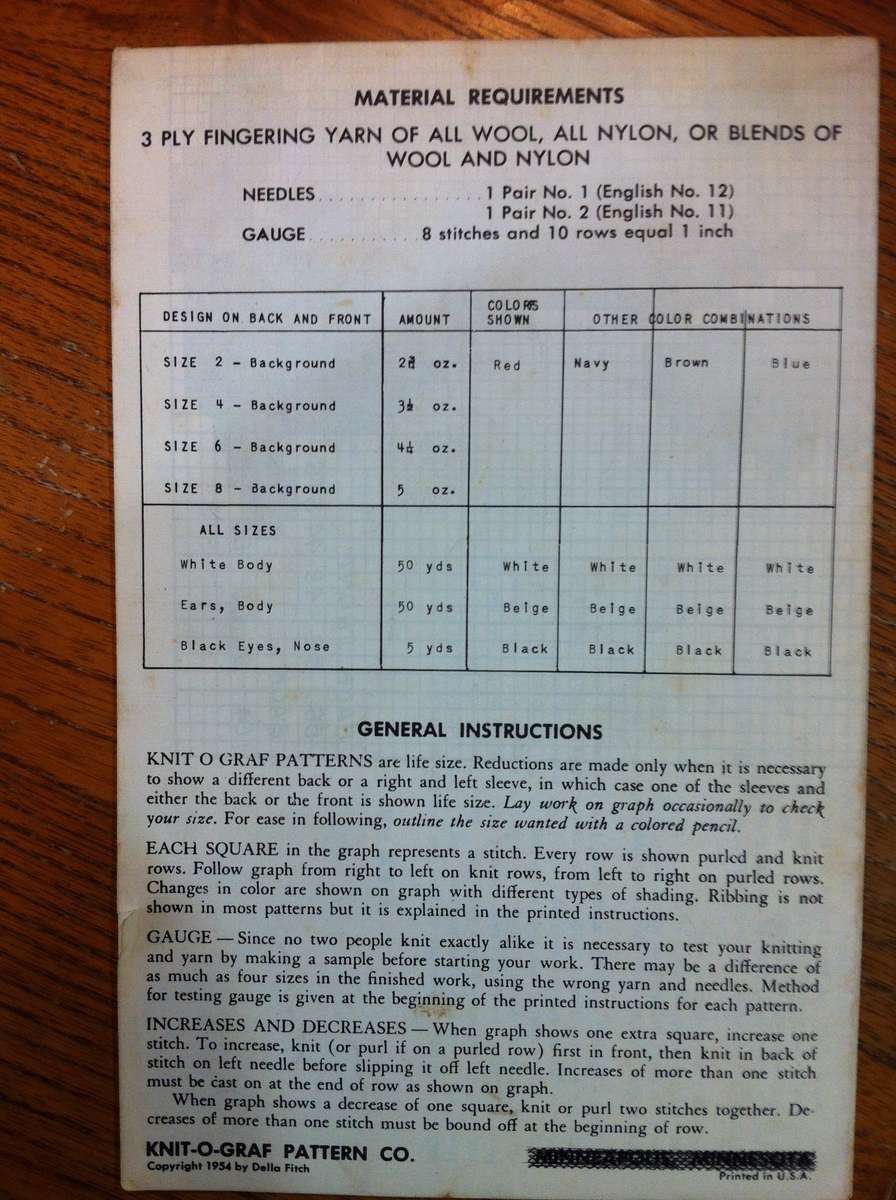 MATERIAL REQUIREMENTS
3 PLY FINGERING YARN OF ALL WOOL, ALL NYLON, OR BLENDS OF
WOOL AND NYLON
NEEDLES . . . . . . . . . . . . . . . . 1 Pair No. 1 (English No. 12)
1 Pair No. 2 (English No. 11)
GAUGE . . . . . . . . . . . 8 stitches and 10 rows equal 1 inch
DESIGN ON BACK AND FRONT AMOUNT COLORS SHOWN OTHER COLOR COMBINATIONS
SIZE 2 - Background oz. Red Navy Brown Blue
SIZE 4 - Background 3½ oz.
SIZE 6 - Background 4¼ oz.
SIZE 8 - Background 5 oz.
ALL SIZES
White Body 50 yds White White White White
Ears, Body 50 yds Beige Beige Beige Beige
Black Eyes, Nose 5 yds Black Black Black Black
GENERAL INSTRUCTIONS
KNIT O GRAF PATTERNS are life size. Reductions are made only when it is necessary
to show a different back or a right and left sleeve, in which case one of the sleeves and
either the back or the front is shown life size. Lay work on graph occasionally to check
your size. For ease in following, outline the size wanted with a colored pencil.
EACH SQUARE in the graph represents a stitch. Every row is shown purled and knit
rows. Follow graph from right to left on knit rows, from left to right on purled rows.
Changes in color are shown on graph with different types of shading. Ribbing is not
shown in most patterns but it is explained in the printed instructions.
GAUGE — Since no two people knit exactly alike it is necessary to test your knitting
and yarn by making a sample before starting your work. There may be a difference of
as much as four sizes in the finished work, using the wrong yarn and needles. Method
for testing gauge is given at the beginning of the printed instructions for each pattern.
INCREASES AND DECREASES — When graph shows one extra square, increase one
stitch. To increase, knit (or purl if on a purled row) first in front, then knit in back of
stitch on left needle before slipping it off left needle. Increases of more than one stitch
must be cast on at the end of row as shown on graph.
When graph shows a decrease of one square, knit or purl two stitches together. De-
creases of more than one stitch must be bound off at the beginning of row.
KNIT-O-GRAF PATTERN CO. MINNEAPOLIS, MINNESOTA
Copyright 1954 by Della Fitch
Printed in U.S.A.